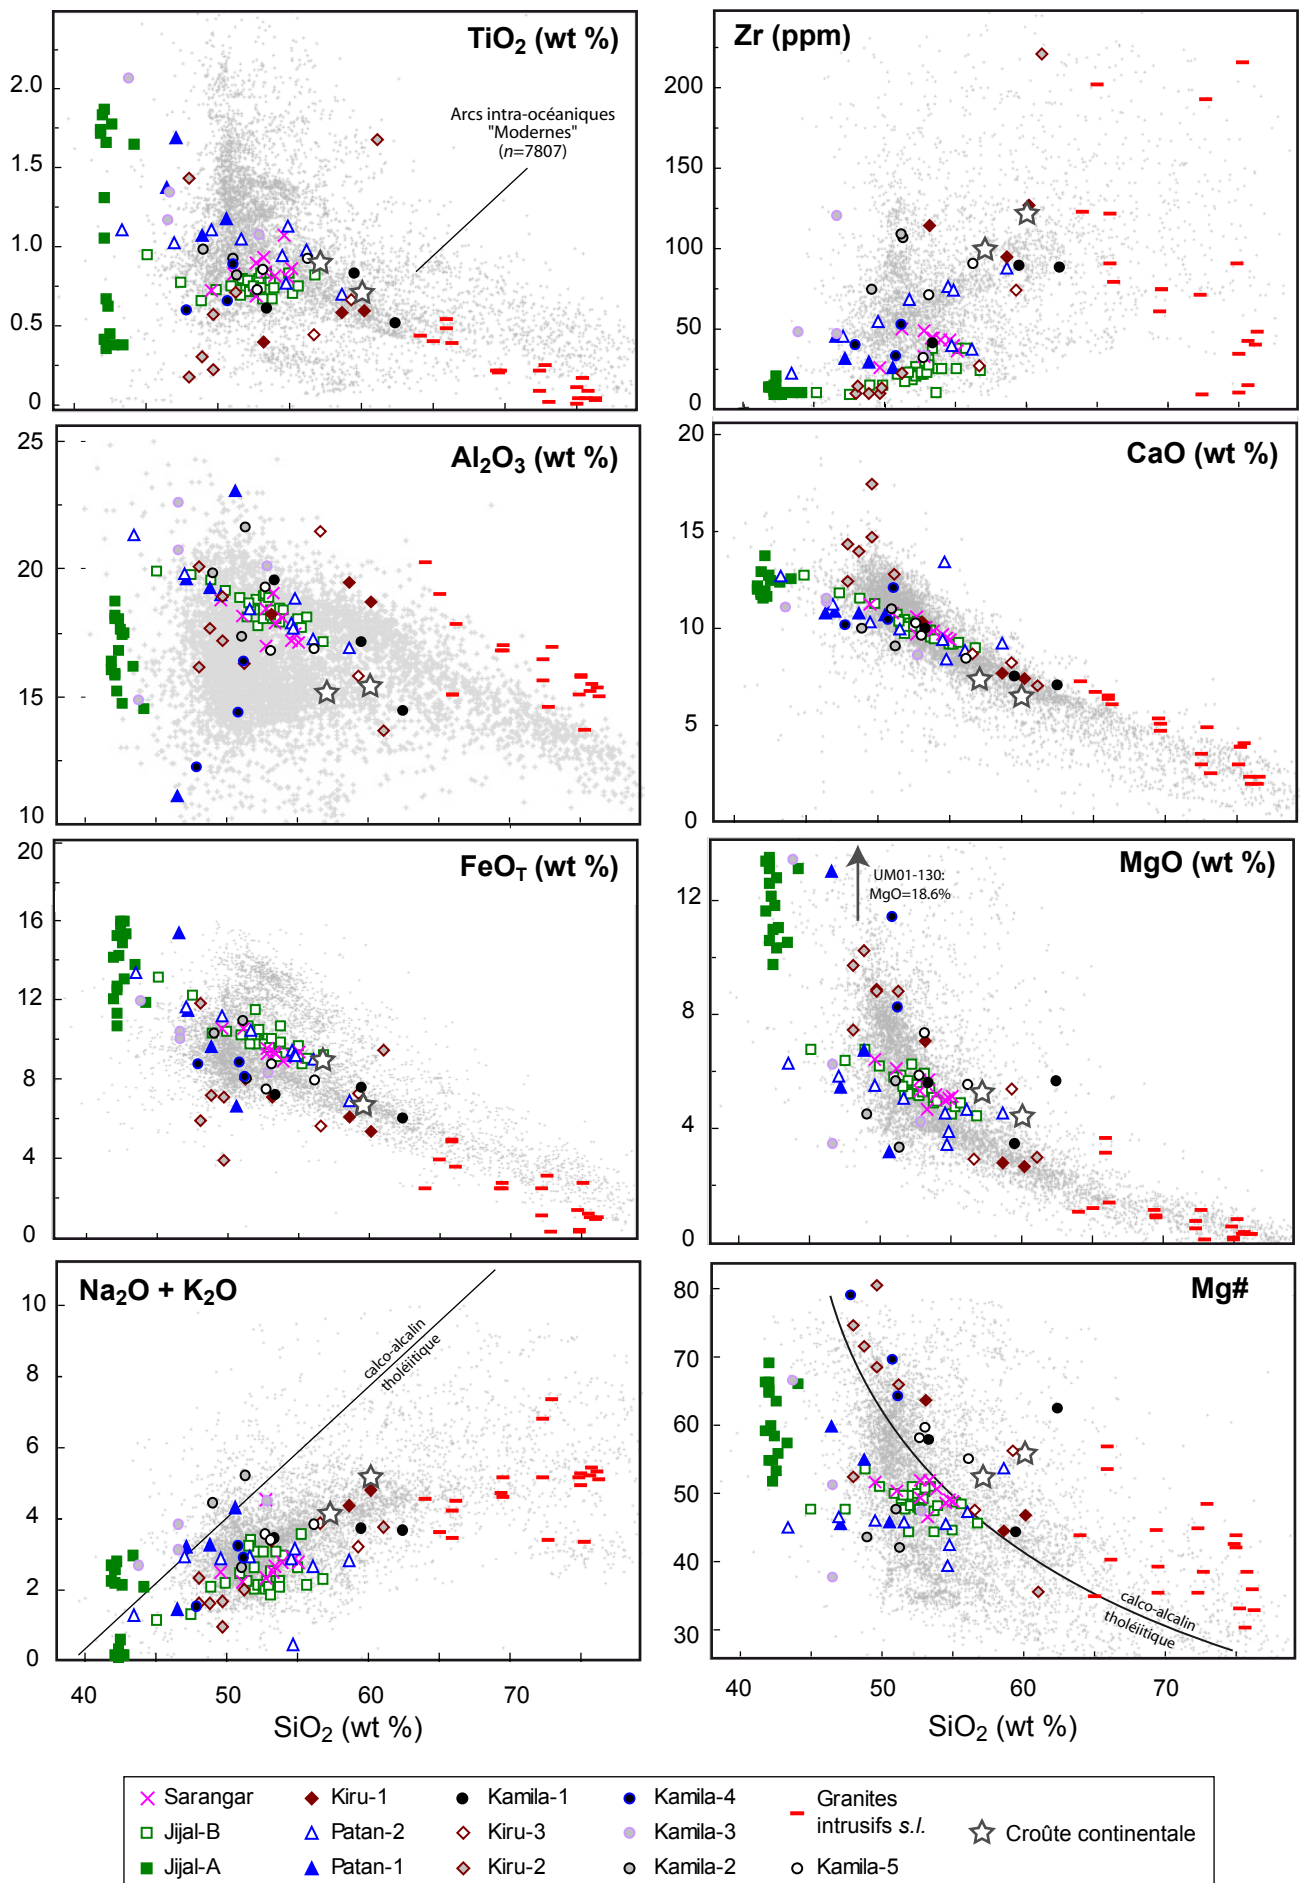 TiO2 (wt %)
2.0
1.5
1.0
0.5
0
Arcs intra-océaniques
"Modernes"
(n=7807)
Zr (ppm)
200
150
100
50
0
Al2O3 (wt %)
25
20
15
10
CaO (wt %)
20
15
10
5
0
FeOT (wt %)
20
16
12
8
4
0
MgO (wt %)
12
8
4
0
UM01-130:
MgO=18.6%
Na2O + K2O
10
8
6
4
2
0
calco-alcalin
tholéiitique
40 50 60 70
SiO2 (wt %)
Mg#
80
70
60
50
40
30
calco-alcalin
tholéiitique
40 50 60 70
SiO2 (wt %)
Sarangar Kiru-1 Kamila-1 Kamila-4 Granites
intrusifs s.l.
Jijal-B Patan-2 Kiru-3 Kamila-3 Croûte continentale
Jijal-A Patan-1 Kiru-2 Kamila-2 Kamila-5